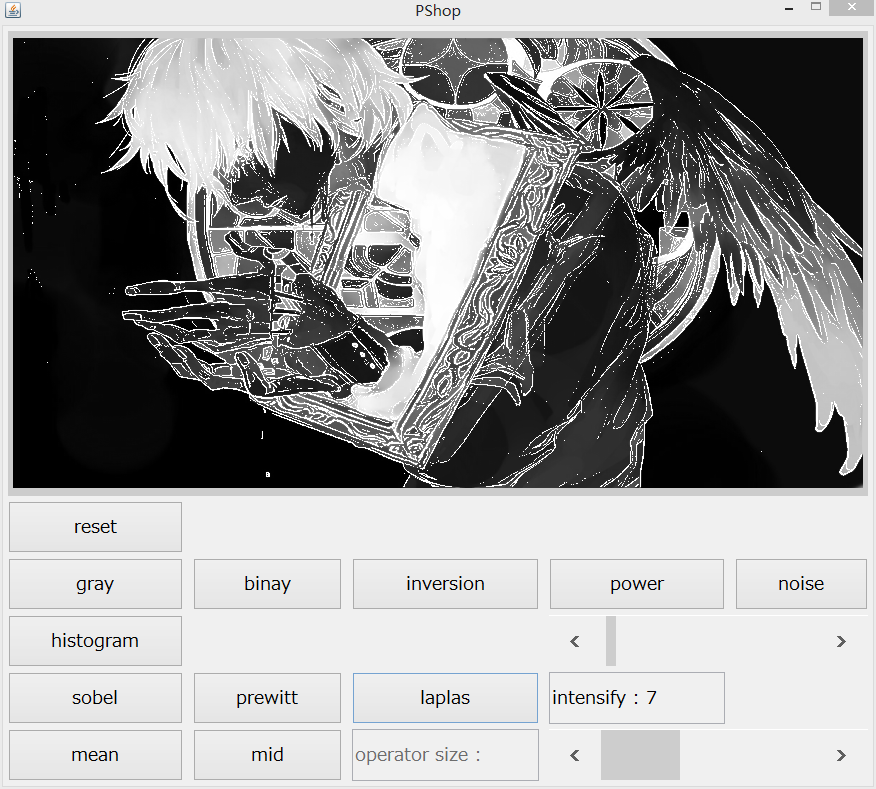 PShop
reset
gray binay inversion power noise
histogram
sobel prewitt laplas intensify : 7
mean mid operator size :